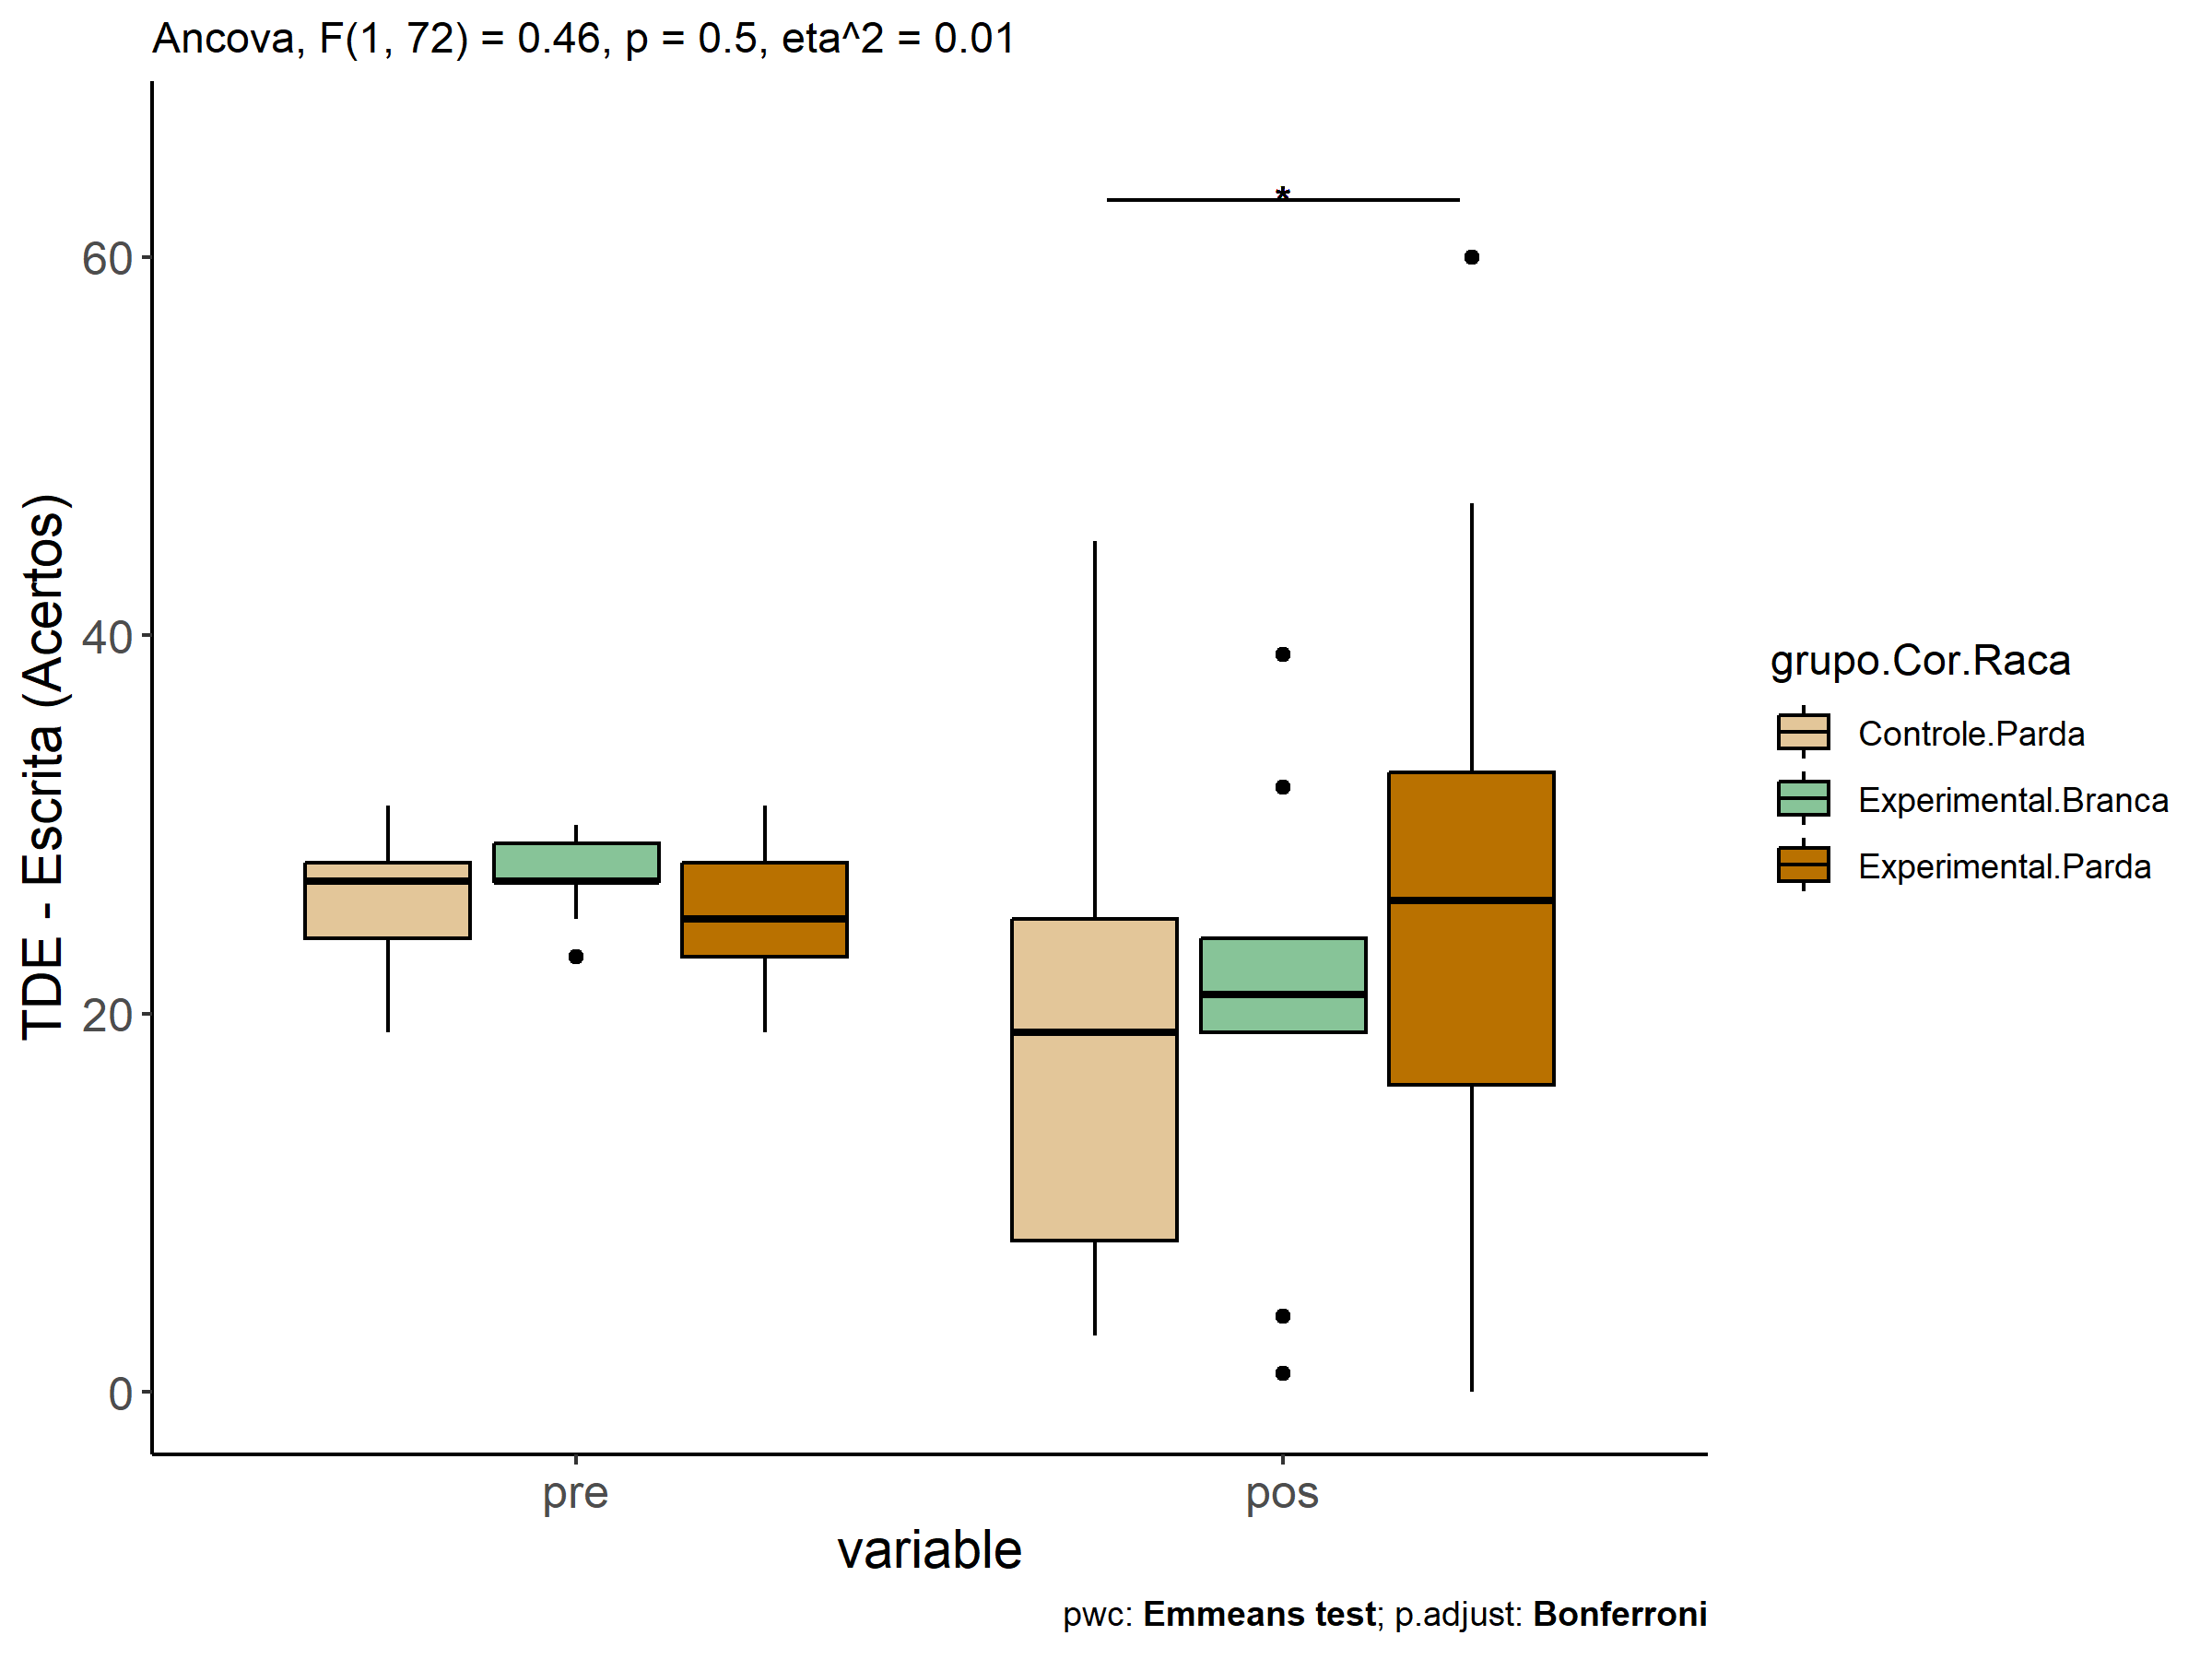 Ancova, F(1, 72) = 0.46, p = 0.5, eta^2 = 0.01
*
60
40
20
0
TDE - Escrita (Acertos)
pre
pos
variable
grupo.Cor.Raca
Controle.Parda
Experimental.Branca
Experimental.Parda
pwc: Emmeans test; p.adjust: Bonferroni